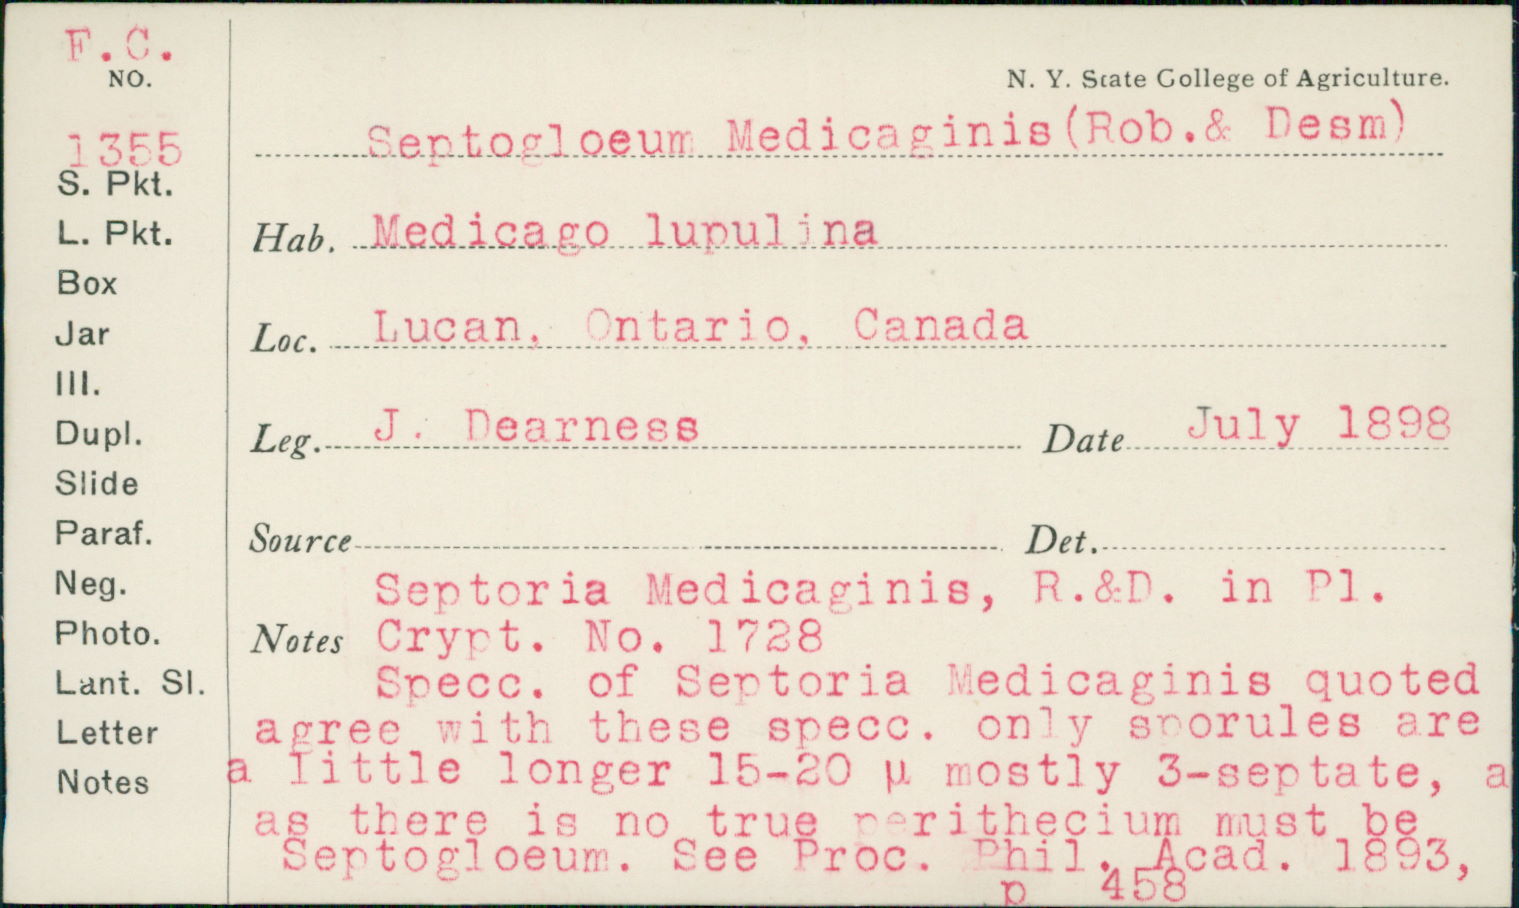 F.C.
NO.
N. Y. State College of Agriculture.
1355
Septogloeum Medicaginis(Rob.& Desm)
S. Pkt.
L. Pkt.
Hab. Medicago lupulina
Box
Jar
Loc. Lucan, Ontario, Canada
Ill.
Dupl.
Leg. J. Dearness Date July 1898
Slide
Paraf.
Source Det.
Neg.
Septoria Medicaginis, R.&D. in Pl.
Photo.
Notes Crypt. No. 1728
Lant. Sl.
Specc. of Septoria Medicaginis quoted
Letter
agree with these specc. only sporules are
Notes
a little longer 15-20 µ mostly 3-septate, a
as there is no true perithecium must be
Septogloeum. See Proc. Phil. Acad. 1893,
p 458